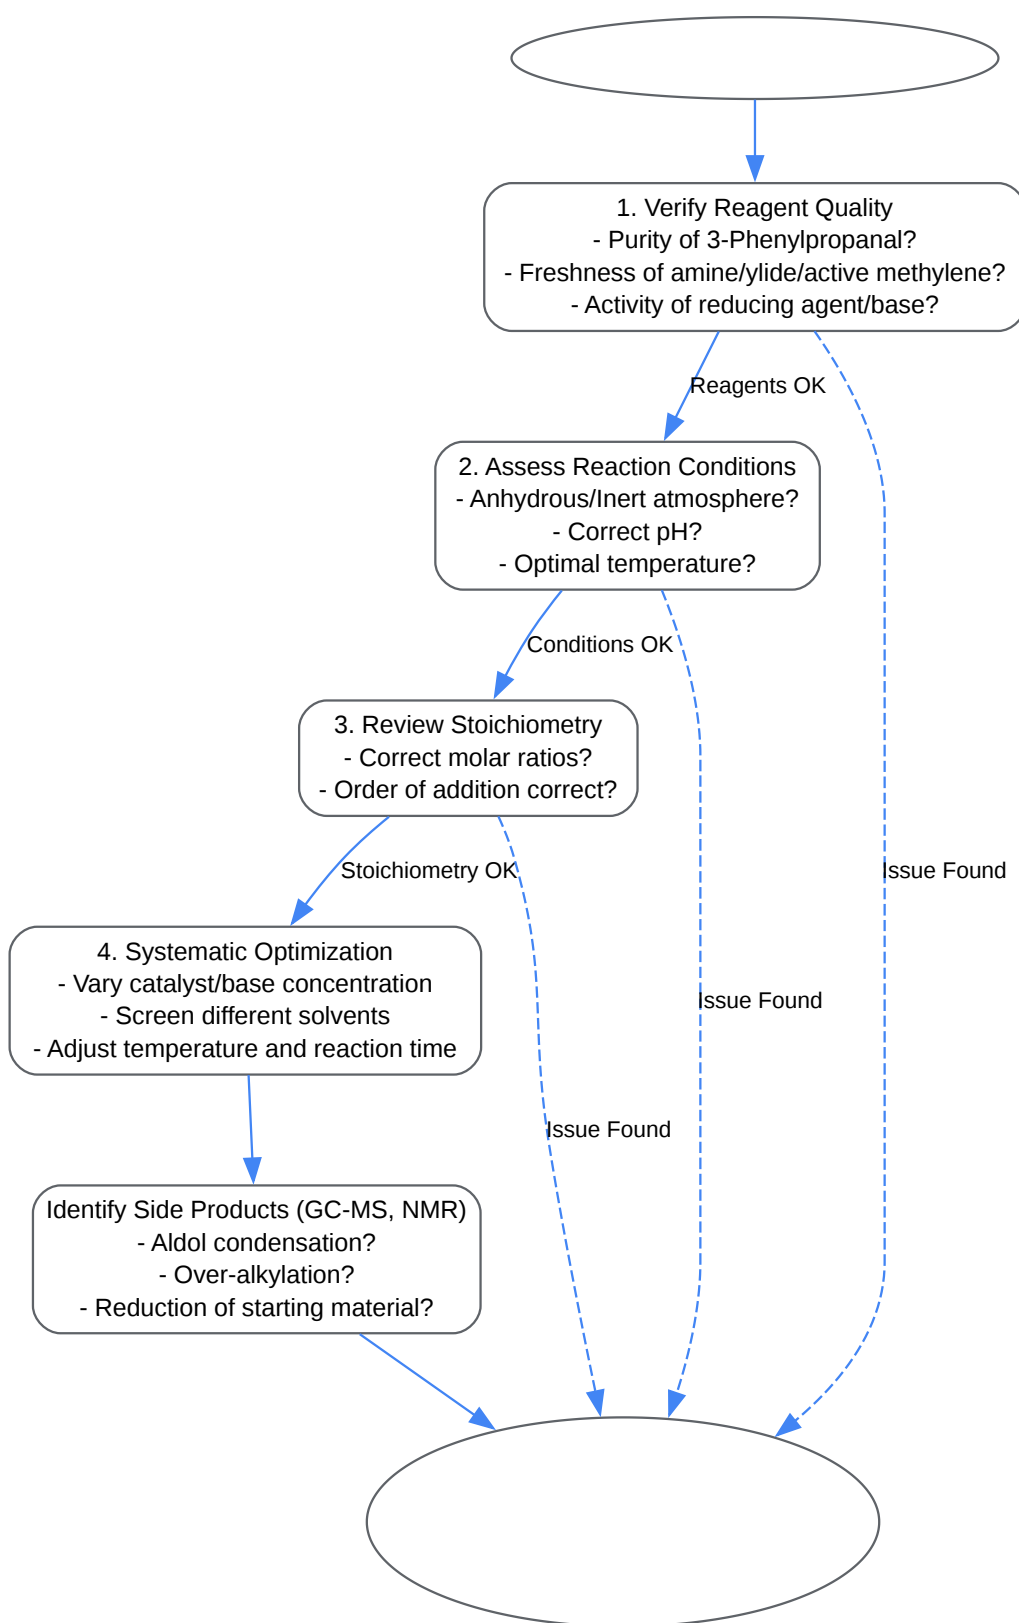 1. Verify Reagent Quality
- Purity of 3-Phenylpropanal?
- Freshness of amine/ylide/active methylene?
- Activity of reducing agent/base?
Reagents OK
2. Assess Reaction Conditions
- Anhydrous/Inert atmosphere?
- Correct pH?
- Optimal temperature?
Conditions OK
3. Review Stoichiometry
- Correct molar ratios?
- Order of addition correct?
Stoichiometry OK
Issue Found
4. Systematic Optimization
- Vary catalyst/base concentration
- Screen different solvents
- Adjust temperature and reaction time
Issue Found
Issue Found
Identify Side Products (GC-MS, NMR)
- Aldol condensation?
- Over-alkylation?
- Reduction of starting material?